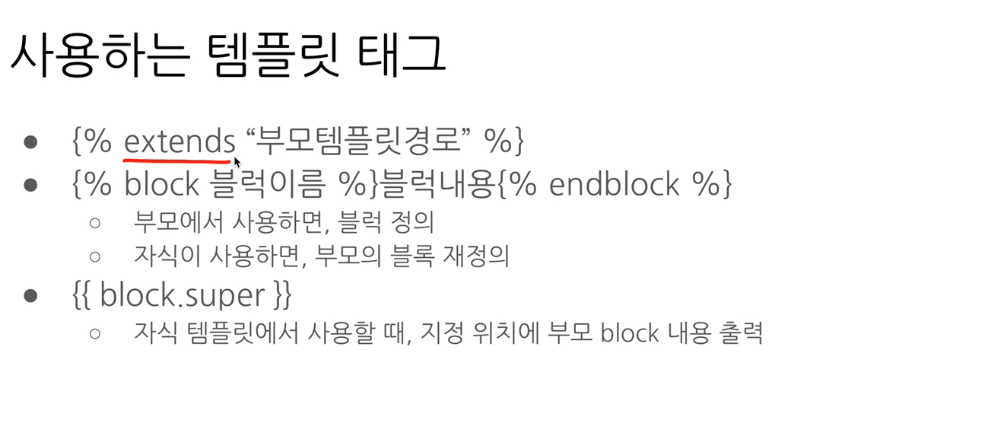 사용하는 템플릿 태그
● {% extends “부모템플릿경로” %}
● {% block 블럭이름 %}블럭내용{% endblock %}
○ 부모에서 사용하면, 블럭 정의
○ 자식이 사용하면, 부모의 블록 재정의
● {{ block.super }}
○ 자식 템플릿에서 사용할 때, 지정 위치에 부모 block 내용 출력